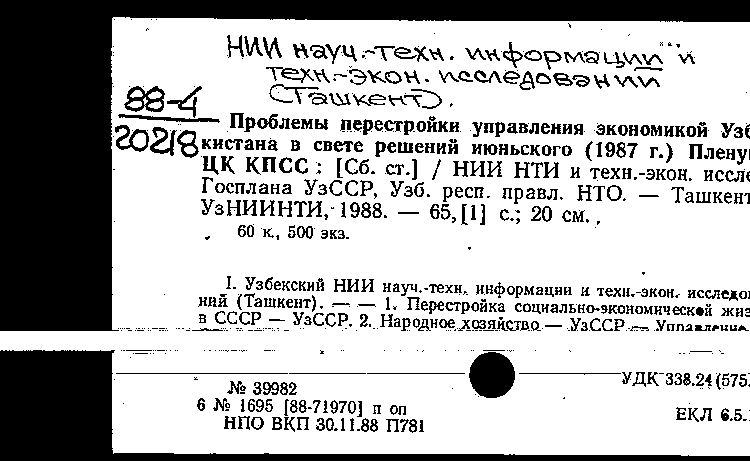 НИИ науч.-техн. информации и
техн.-экон. исследований
(Ташкент).
88-4
20218
Проблемы перестройки управления экономикой Узб
кистана в свете решений июньского (1987 г.) Плену
ЦК КПСС : [Сб. ст.] / НИИ НТИ и техн.-экон. иссле
Госплана УзССР, Узб. респ. правл. НТО. — Ташкент
УзНИИНТИ, 1988. — 65, [1] с.; 20 см.
60 к., 500 экз.
I. Узбекский НИИ науч.-техн. информации и техн.-экон. исследо
ний (Ташкент). — — 1. Перестройка социально-экономической жиз
в СССР — УзССР. 2. Народное хозяйство — УзССР — Управление.
№ 39982
УДК 338.24(575.
6 № 1695 [88-71970] п оп
НПО ВКП 30.11.88 П781
ЕКЛ 6.5.